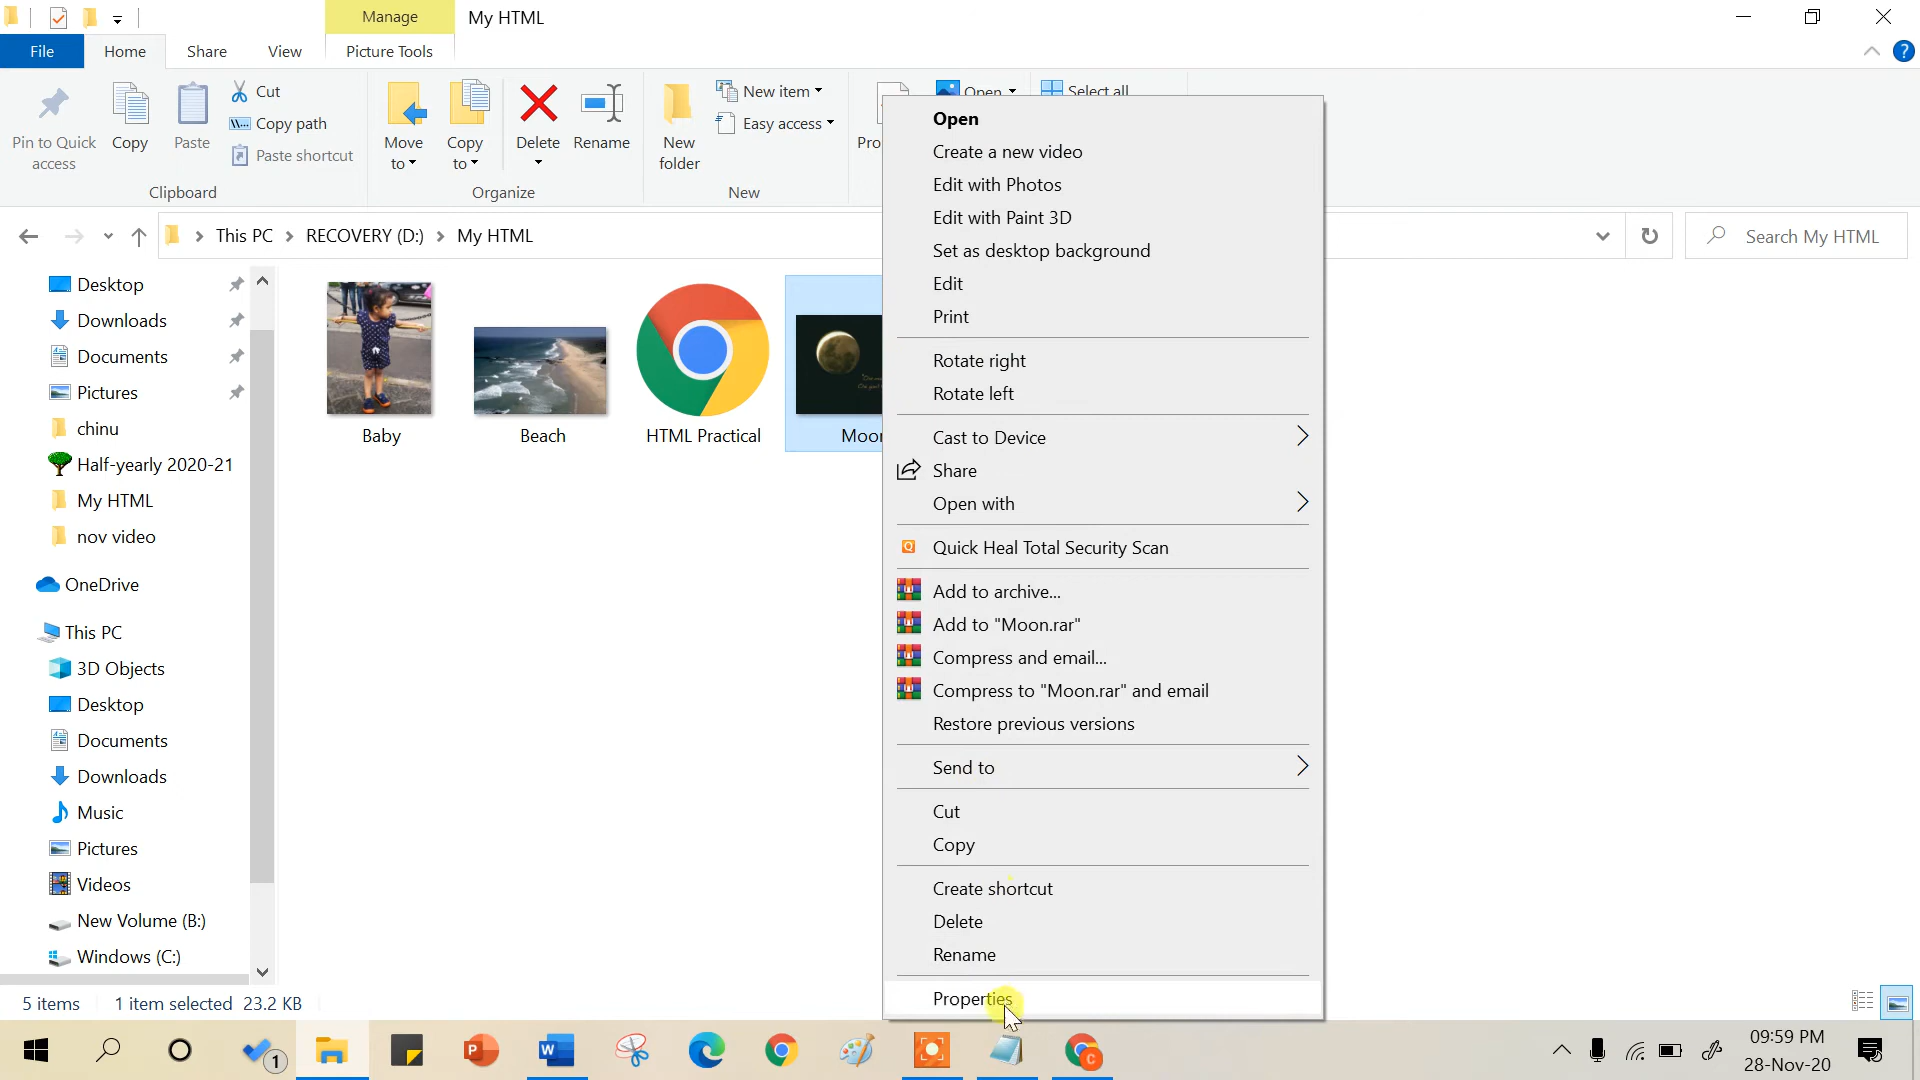 Manage
My HTML
File
Home
Share
View
Picture Tools
Pin to Quick access
Copy
Paste
Cut
Copy path
Paste shortcut
Clipboard
Move to
Copy to
Delete
Rename
Organize
New folder
New item
Easy access
New
Pro
Open
Select all
This PC
RECOVERY (D:)
My HTML
Search My HTML
Desktop
Downloads
Documents
Pictures
chinu
Half-yearly 2020-21
My HTML
nov video
OneDrive
This PC
3D Objects
Desktop
Documents
Downloads
Music
Pictures
Videos
New Volume (B:)
Windows (C:)
Baby
Beach
HTML Practical
Moon
Open
Create a new video
Edit with Photos
Edit with Paint 3D
Set as desktop background
Edit
Print
Rotate right
Rotate left
Cast to Device
Share
Open with
Quick Heal Total Security Scan
Add to archive...
Add to "Moon.rar"
Compress and email...
Compress to "Moon.rar" and email
Restore previous versions
Send to
Cut
Copy
Create shortcut
Delete
Rename
Properties
5 items
1 item selected 23.2 KB
1
09:59 PM
28-Nov-20